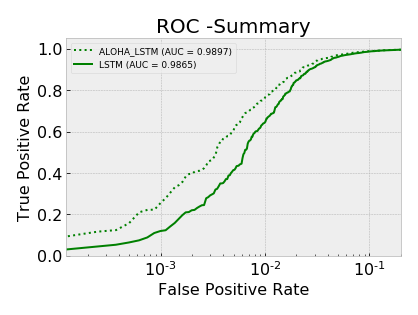 ROC -Summary
ALOHA_LSTM (AUC = 0.9897)
LSTM (AUC = 0.9865)
True Positive Rate
1.0
0.8
0.6
0.4
0.2
0.0
10⁻³
10⁻²
10⁻¹
False Positive Rate